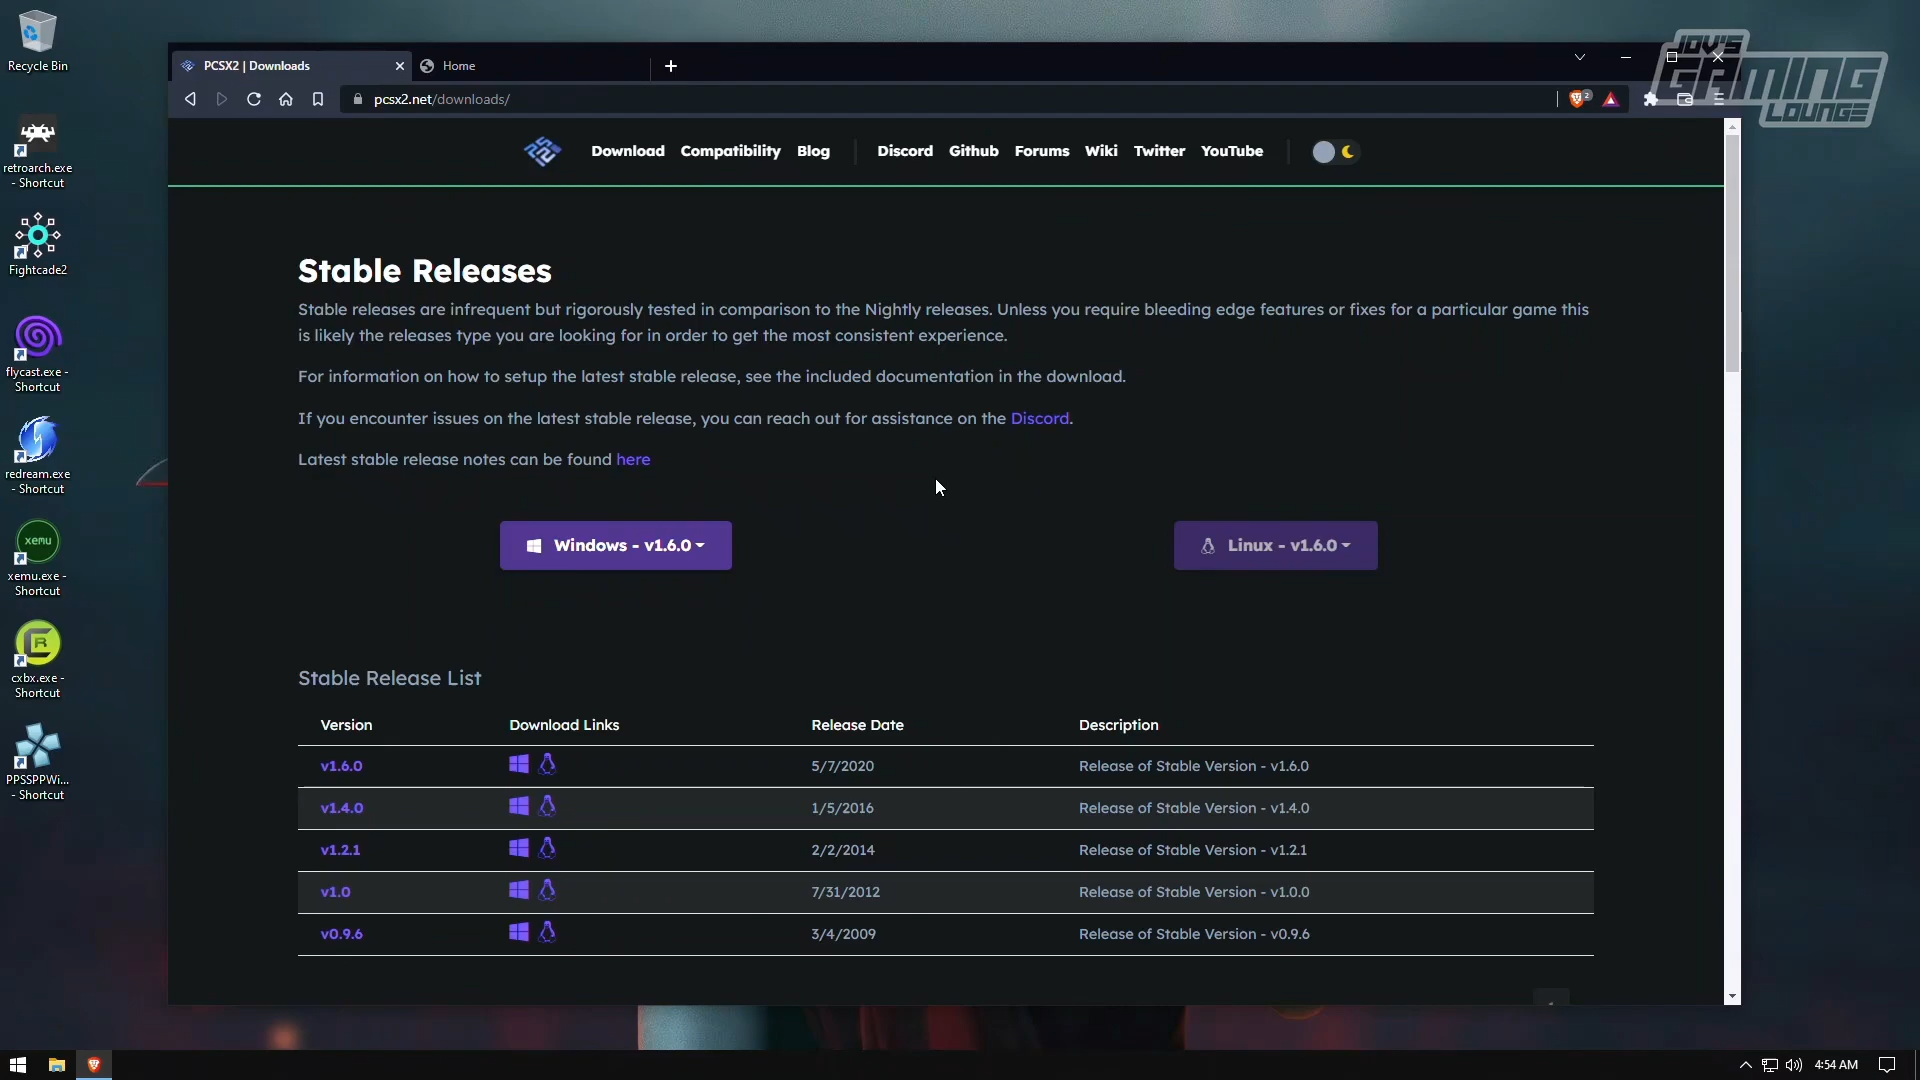 Recycle Bin
retroarch.exe
- Shortcut
Fightcade2
flycast.exe -
Shortcut
redream.exe
- Shortcut
xemu
xemu.exe -
Shortcut
cxbx.exe -
Shortcut
PPSSPPWi...
- Shortcut
JOV'S
GAMING
LOUNGE
PCSX2 | Downloads
Home
pcsx2.net/downloads/
2
Download Compatibility Blog Discord Github Forums Wiki Twitter YouTube
Stable Releases
Stable releases are infrequent but rigorously tested in comparison to the Nightly releases. Unless you require bleeding edge features or fixes for a particular game this
is likely the releases type you are looking for in order to get the most consistent experience.
For information on how to setup the latest stable release, see the included documentation in the download.
If you encounter issues on the latest stable release, you can reach out for assistance on the Discord.
Latest stable release notes can be found here
Windows - v1.6.0
Linux - v1.6.0
Stable Release List
Version Download Links Release Date Description
v1.6.0 5/7/2020 Release of Stable Version - v1.6.0
v1.4.0 1/5/2016 Release of Stable Version - v1.4.0
v1.2.1 2/2/2014 Release of Stable Version - v1.2.1
v1.0 7/31/2012 Release of Stable Version - v1.0.0
v0.9.6 3/4/2009 Release of Stable Version - v0.9.6
4:54 AM